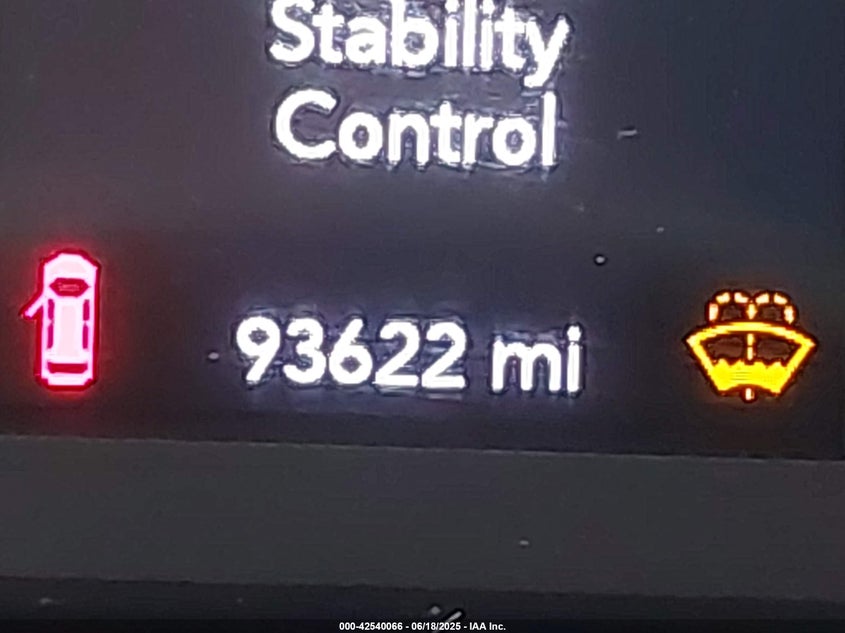 Stability
Control
93622 mi
000-42540066 - 06/18/2025 - IAA Inc.